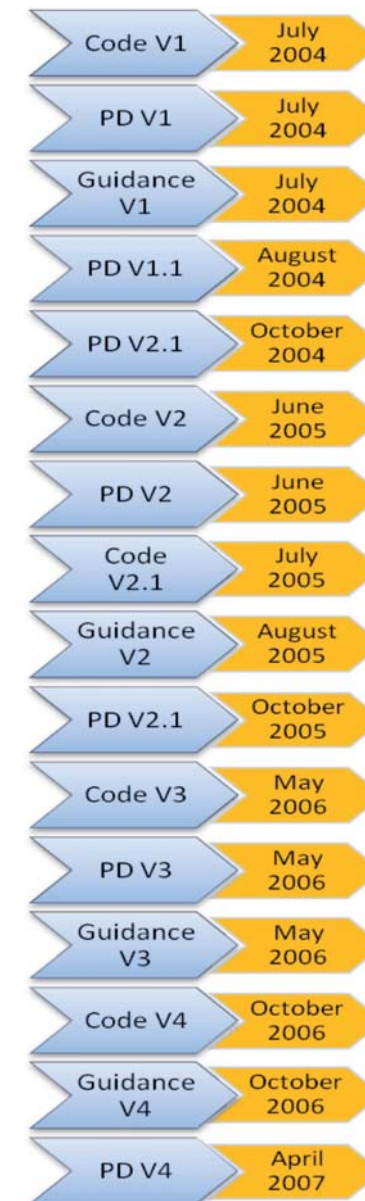 Code V1
July
2004
PD V1
July
2004
Guidance
V1
July
2004
PD V1.1
August
2004
PD V2.1
October
2004
Code V2
June
2005
PD V2
June
2005
Code
V2.1
July
2005
Guidance
V2
August
2005
PD V2.1
October
2005
Code V3
May
2006
PD V3
May
2006
Guidance
V3
May
2006
Code V4
October
2006
Guidance
V4
October
2006
PD V4
April
2007